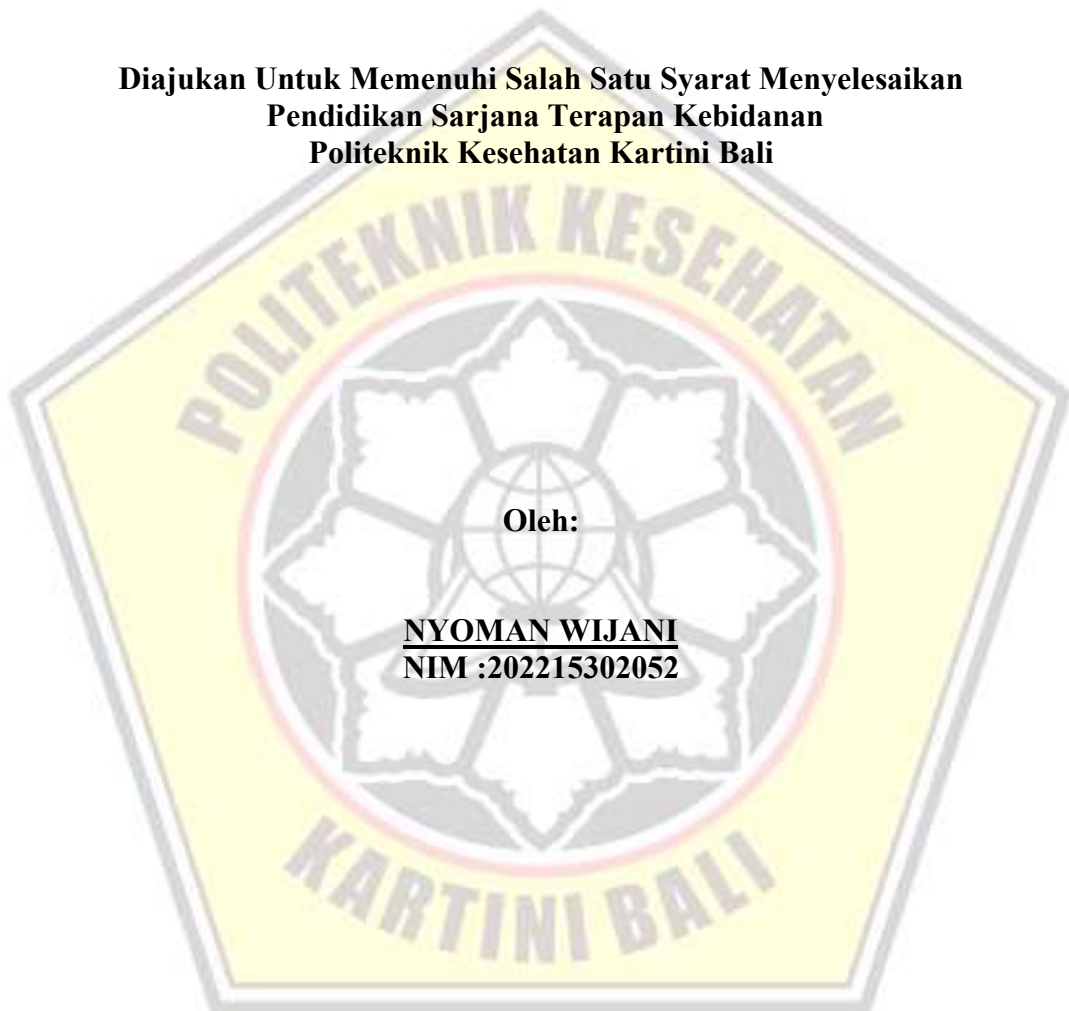 Diajukan Untuk Memenuhi Salah Satu Syarat Menyelesaikan
Pendidikan Sarjana Terapan Kebidanan
Politeknik Kesehatan Kartini Bali
POLITEKNIK KESEHATAN
Oleh:
NYOMAN WIJANI
NIM :202215302052
KARTINI BALI